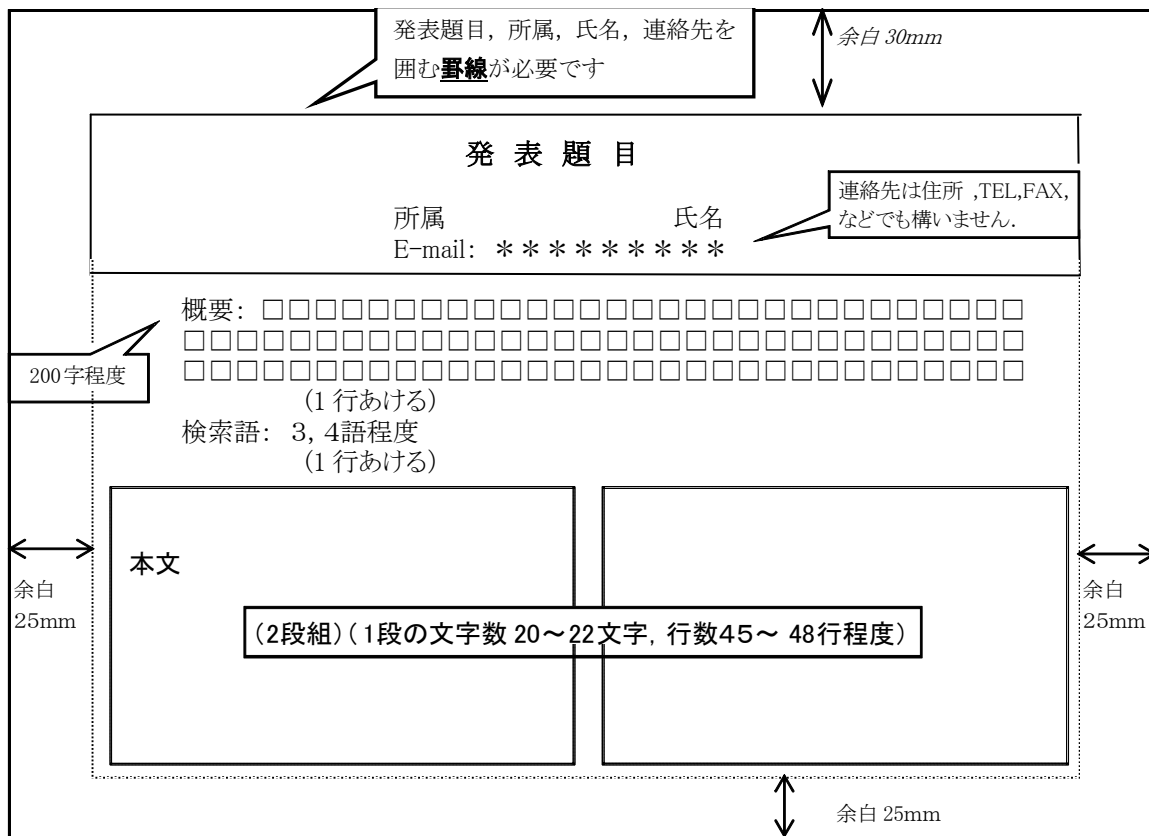 発表題目, 所属, 氏名, 連絡先を
囲む罫線が必要です
余白 30mm
発 表 題 目
連絡先は住所 ,TEL,FAX,
などでも構いません.
所属 氏名
E-mail: ＊＊＊＊＊＊＊＊＊
概要: □□□□□□□□□□□□□□□□□□□□□□□□□□□□□
□□□□□□□□□□□□□□□□□□□□□□□□□□□□□□□□
□□□□□□□□□□□□□□□□□□□□□□□□□□□□□□□□
200字程度
(1行あける)
検索語: 3, 4語程度
(1行あける)
本文
余白
25mm
余白
25mm
(2段組)(1段の文字数 20～22文字, 行数45～ 48行程度)
余白 25mm